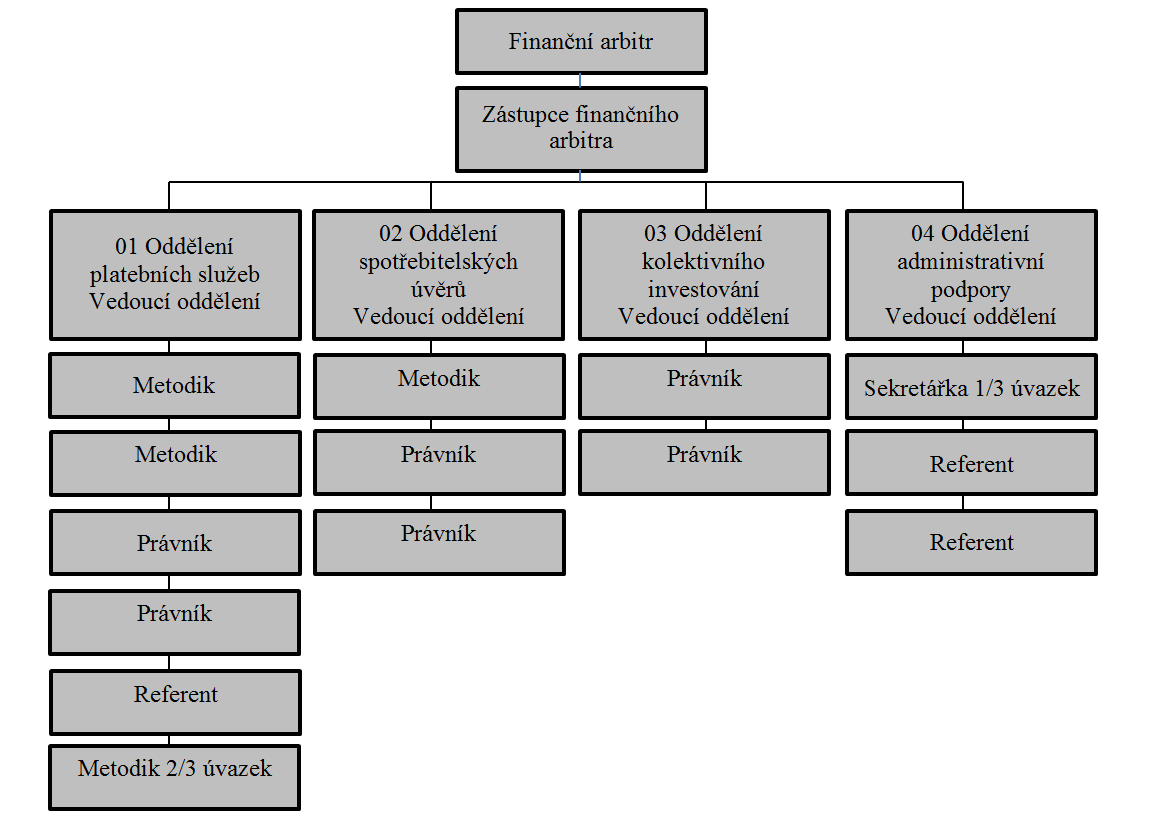 Finanční arbitr
Zástupce finančního
arbitra
01 Oddělení
platebních služeb
Vedoucí oddělení
02 Oddělení
spotřebitelských
úvěrů
Vedoucí oddělení
03 Oddělení
kolektivního
investování
Vedoucí oddělení
04 Oddělení
administrativní
podpory
Vedoucí oddělení
Metodik
Metodik
Právník
Právník
Referent
Metodik 2/3 úvazek
Metodik
Právník
Právník
Právník
Právník
Sekretářka 1/3 úvazek
Referent
Referent